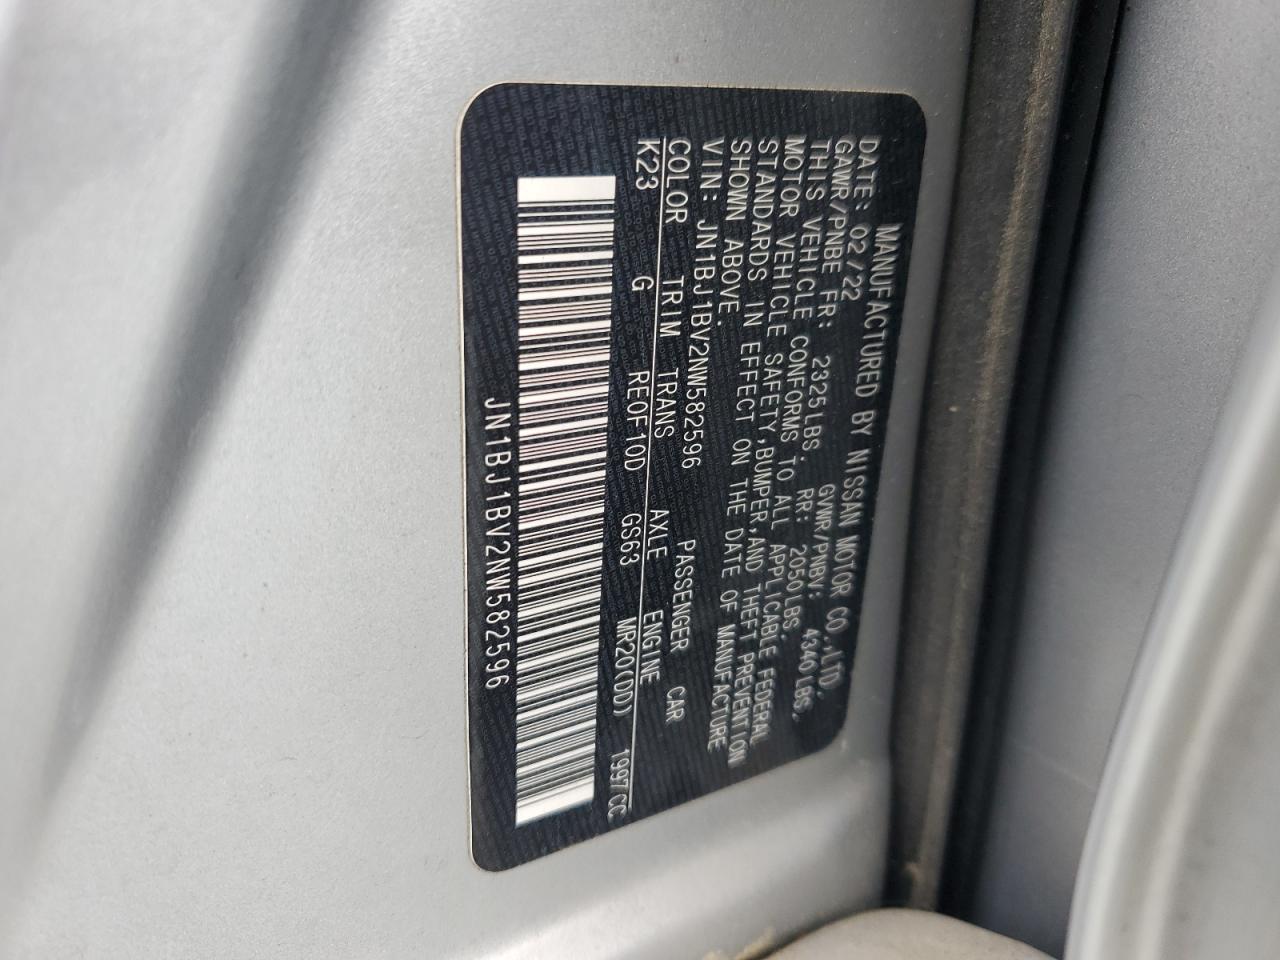 MANUFACTURED BY NISSAN MOTOR CO.,LTD.
DATE: 02/22 GVWR/PNBV: 4340LBS,
GAWR/PNBE FR: 2325LBS. RR: 2050LBS.
THIS VEHICLE CONFORMS TO ALL APPLICABLE FEDERAL
MOTOR VEHICLE SAFETY,BUMPER,AND THEFT PREVENTION
STANDARDS IN EFFECT ON THE DATE OF MANUFACTURE
SHOWN ABOVE.
VIN: JN1BJ1BV2NW582596 PASSENGER CAR
COLOR TRIM TRANS AXLE ENGINE
K23 G RE0F10D GS63 MR20(DD) 1997CC
JN1BJ1BV2NW582596